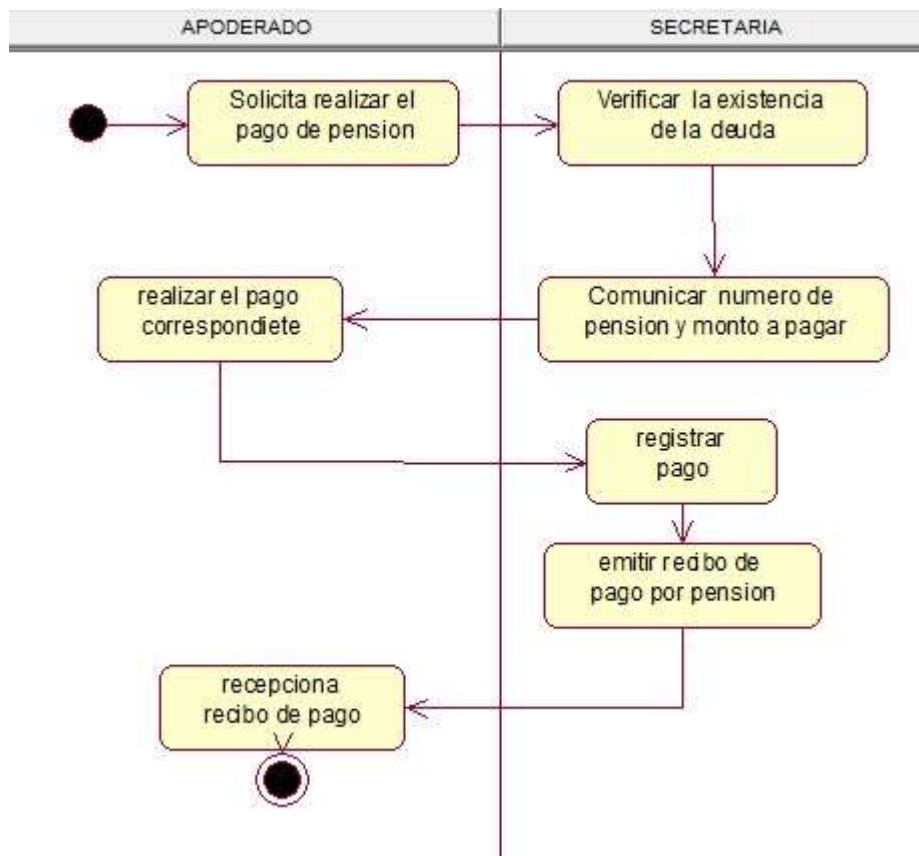 APODERADO
SECRETARIA
Solicita realizar el
pago de pension
Verificar la existencia
de la deuda
Comunicar numero de
pension y monto a pagar
realizar el pago
correspondiete
registrar
pago
emitir recibo de
pago por pension
recepciona
recibo de pago